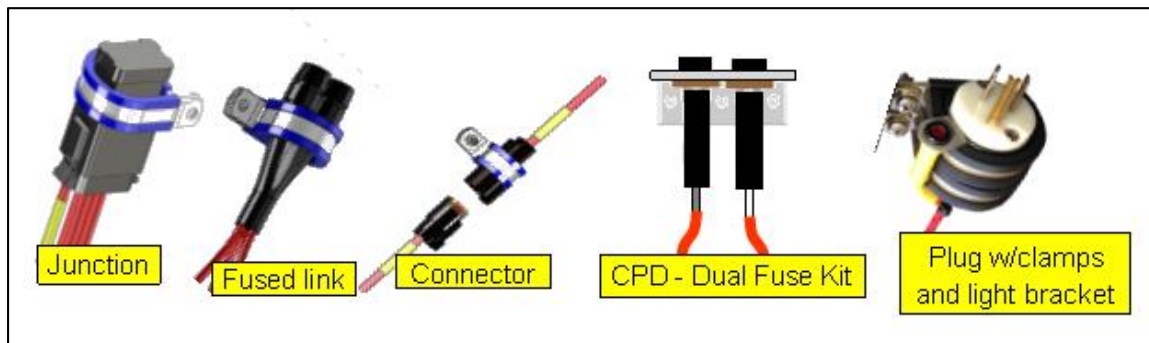 Junction
Fused link
Connector
CPD - Dual Fuse Kit
Plug w/clamps
and light bracket